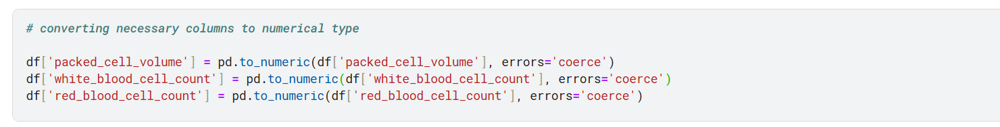 # converting necessary columns to numerical type
df['packed_cell_volume'] = pd.to_numeric(df['packed_cell_volume'], errors='coerce')
df['white_blood_cell_count'] = pd.to_numeric(df['white_blood_cell_count'], errors='coerce')
df['red_blood_cell_count'] = pd.to_numeric(df['red_blood_cell_count'], errors='coerce')